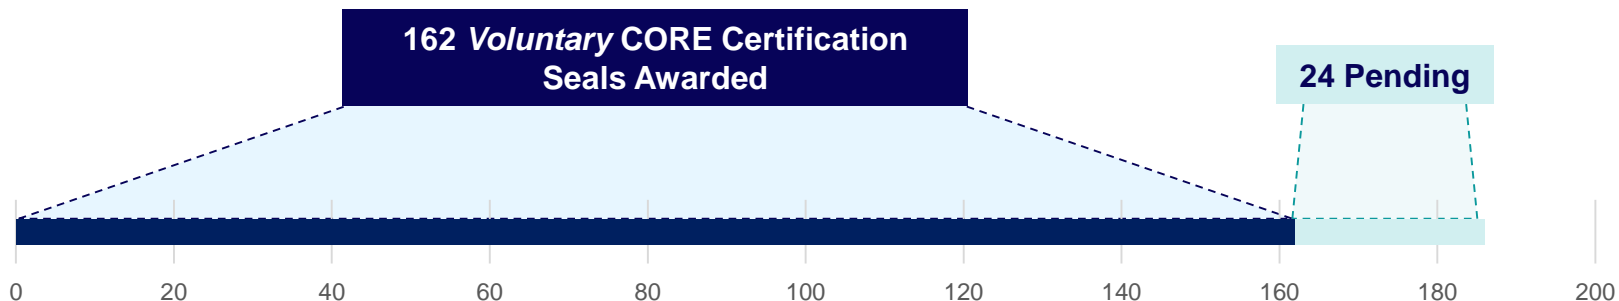 162 Voluntary CORE Certification
Seals Awarded
24 Pending
0 20 40 60 80 100 120 140 160 180 200